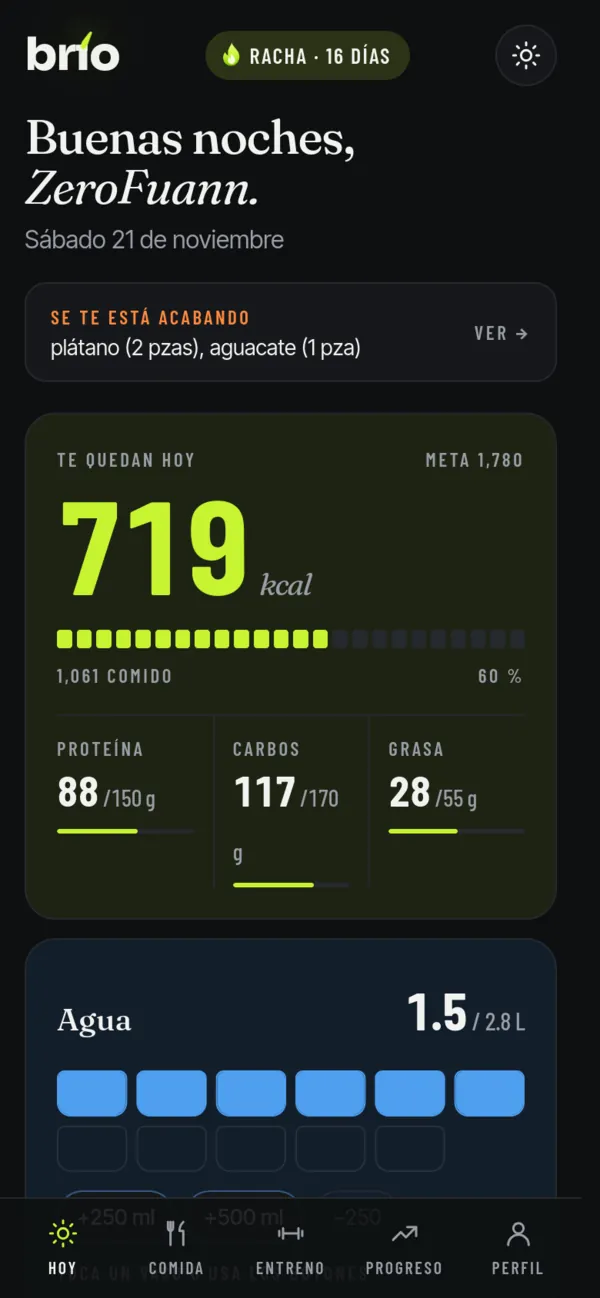 brío
RACHA · 16 DÍAS
Buenas noches,
ZeroFuann.
Sábado 21 de noviembre
SE TE ESTÁ ACABANDO
plátano (2 pzas), aguacate (1 pza)
VER →
TE QUEDAN HOY
META 1,780
719 kcal
1,061 COMIDO
60 %
PROTEÍNA
88 /150 g
CARBOS
117 /170
g
GRASA
28 /55 g
Agua
1.5 / 2.8 L
+250 ml
+500 ml
−250
HOY
COMIDA
ENTRENO
PROGRESO
PERFIL